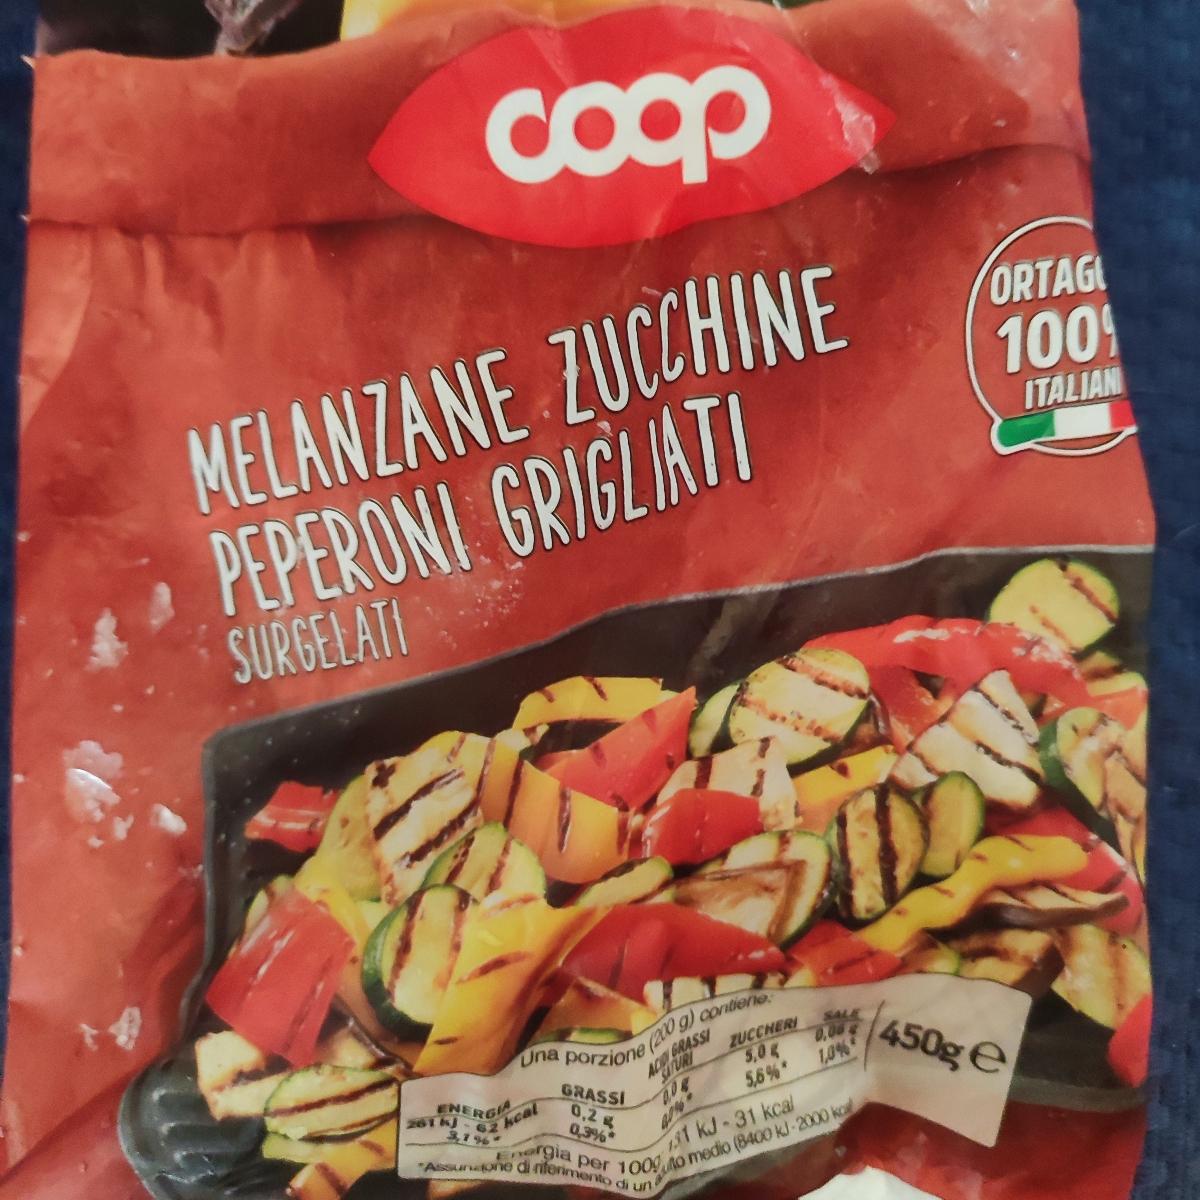 coop
ORTAGG
100%
ITALIANI
MELANZANE ZUCCHINE
PEPERONI GRIGLIATI
SURGELATI
Una porzione (200 g) contiene:
ENERGIA
261 kJ - 62 kcal
3,1%*
GRASSI
0,2 g
0,3%*
ACIDI GRASSI
SATURI
0,0 g
0,0%*
ZUCCHERI
5,0 g
5,6%*
SALE
0,06 g
1,0%*
450g e
Energia per 100g 131 kJ - 31 kcal
*Assunzione di riferimento di un adulto medio (8400 kJ - 2000 kcal